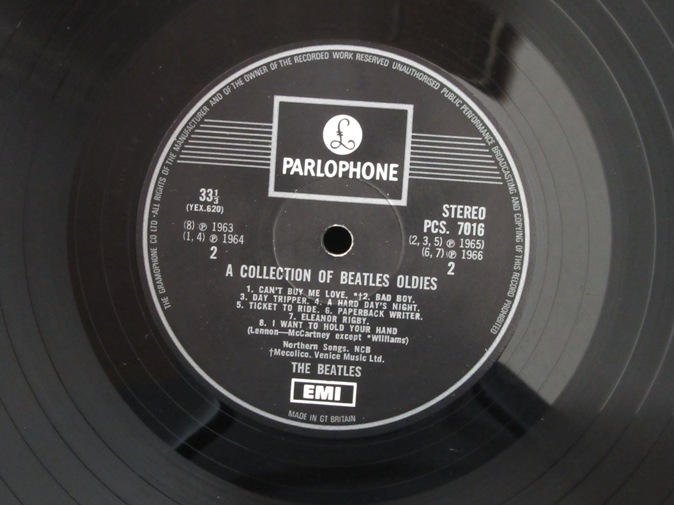 THE GRAMOPHONE CO LTD · ALL RIGHTS OF THE MANUFACTURER AND OF THE OWNER OF THE RECORDED WORK RESERVED UNAUTHORISED PUBLIC PERFORMANCE BROADCASTING AND COPYING OF THIS RECORD PROHIBITED
£
PARLOPHONE
33⅓
(YEX.620)
(8) ℗ 1963
(1, 4) ℗ 1964
2
STEREO
PCS. 7016
(2, 3, 5) ℗ 1965)
(6, 7) ℗ 1966
2
A COLLECTION OF BEATLES OLDIES
1. CAN'T BUY ME LOVE. *†2. BAD BOY.
3. DAY TRIPPER. 4. A HARD DAY'S NIGHT.
5. TICKET TO RIDE. 6. PAPERBACK WRITER.
7. ELEANOR RIGBY.
8. I WANT TO HOLD YOUR HAND
(Lennon—McCartney except *Williams)
Northern Songs. NCB
†Mecolico. Venice Music Ltd.
THE BEATLES
EMI
MADE IN GT BRITAIN